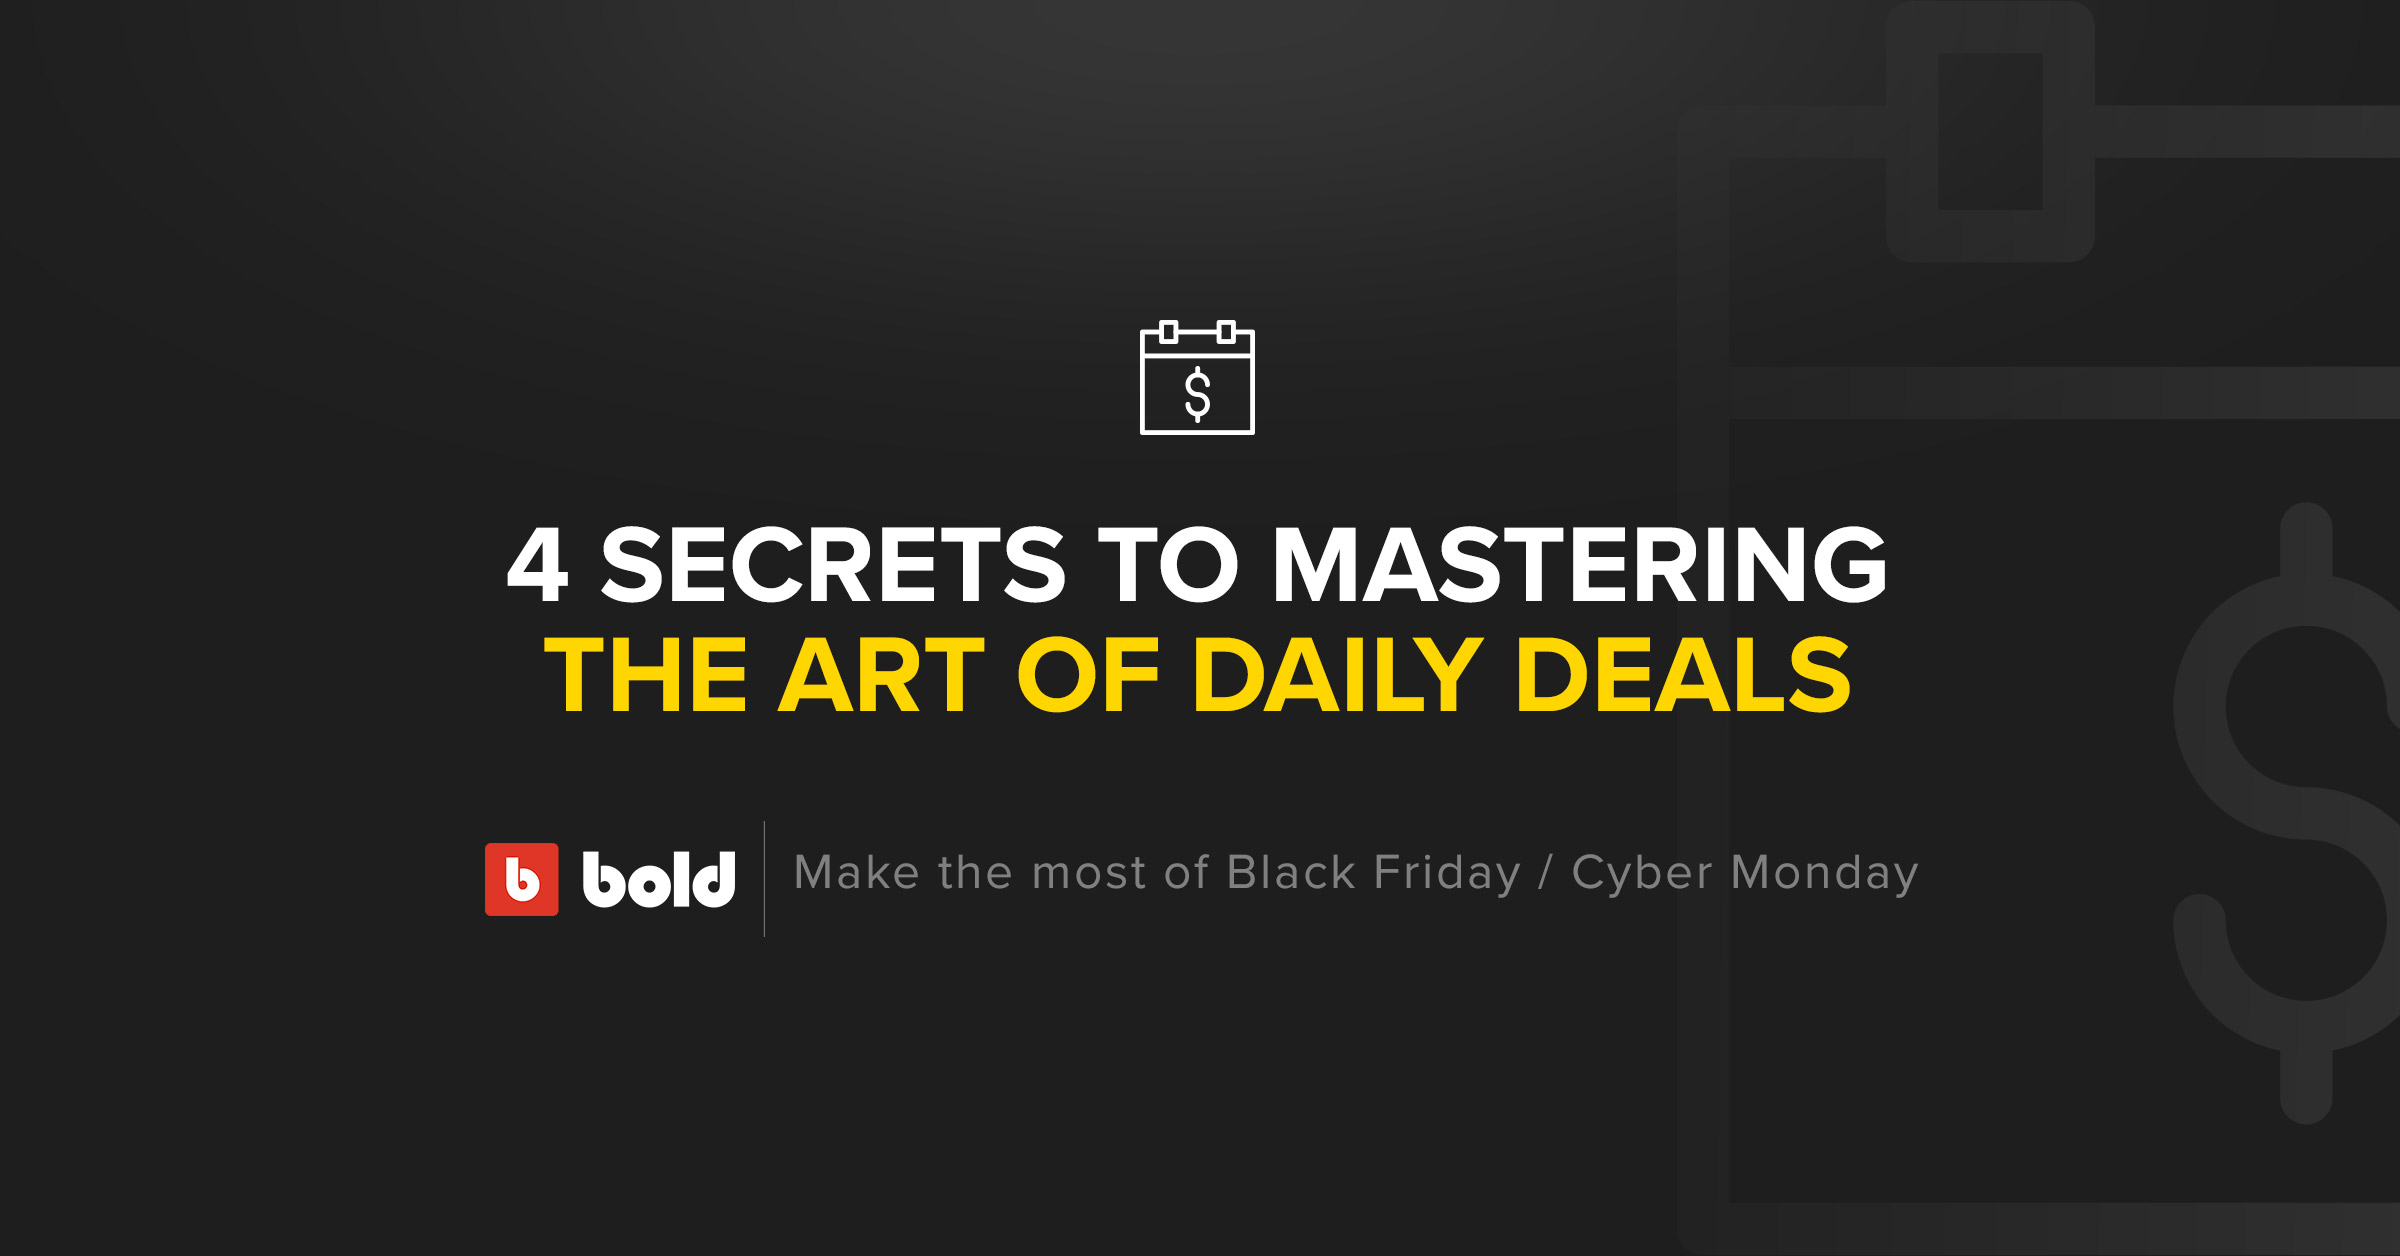 $
4 SECRETS TO MASTERING
THE ART OF DAILY DEALS
b bold
Make the most of Black Friday / Cyber Monday